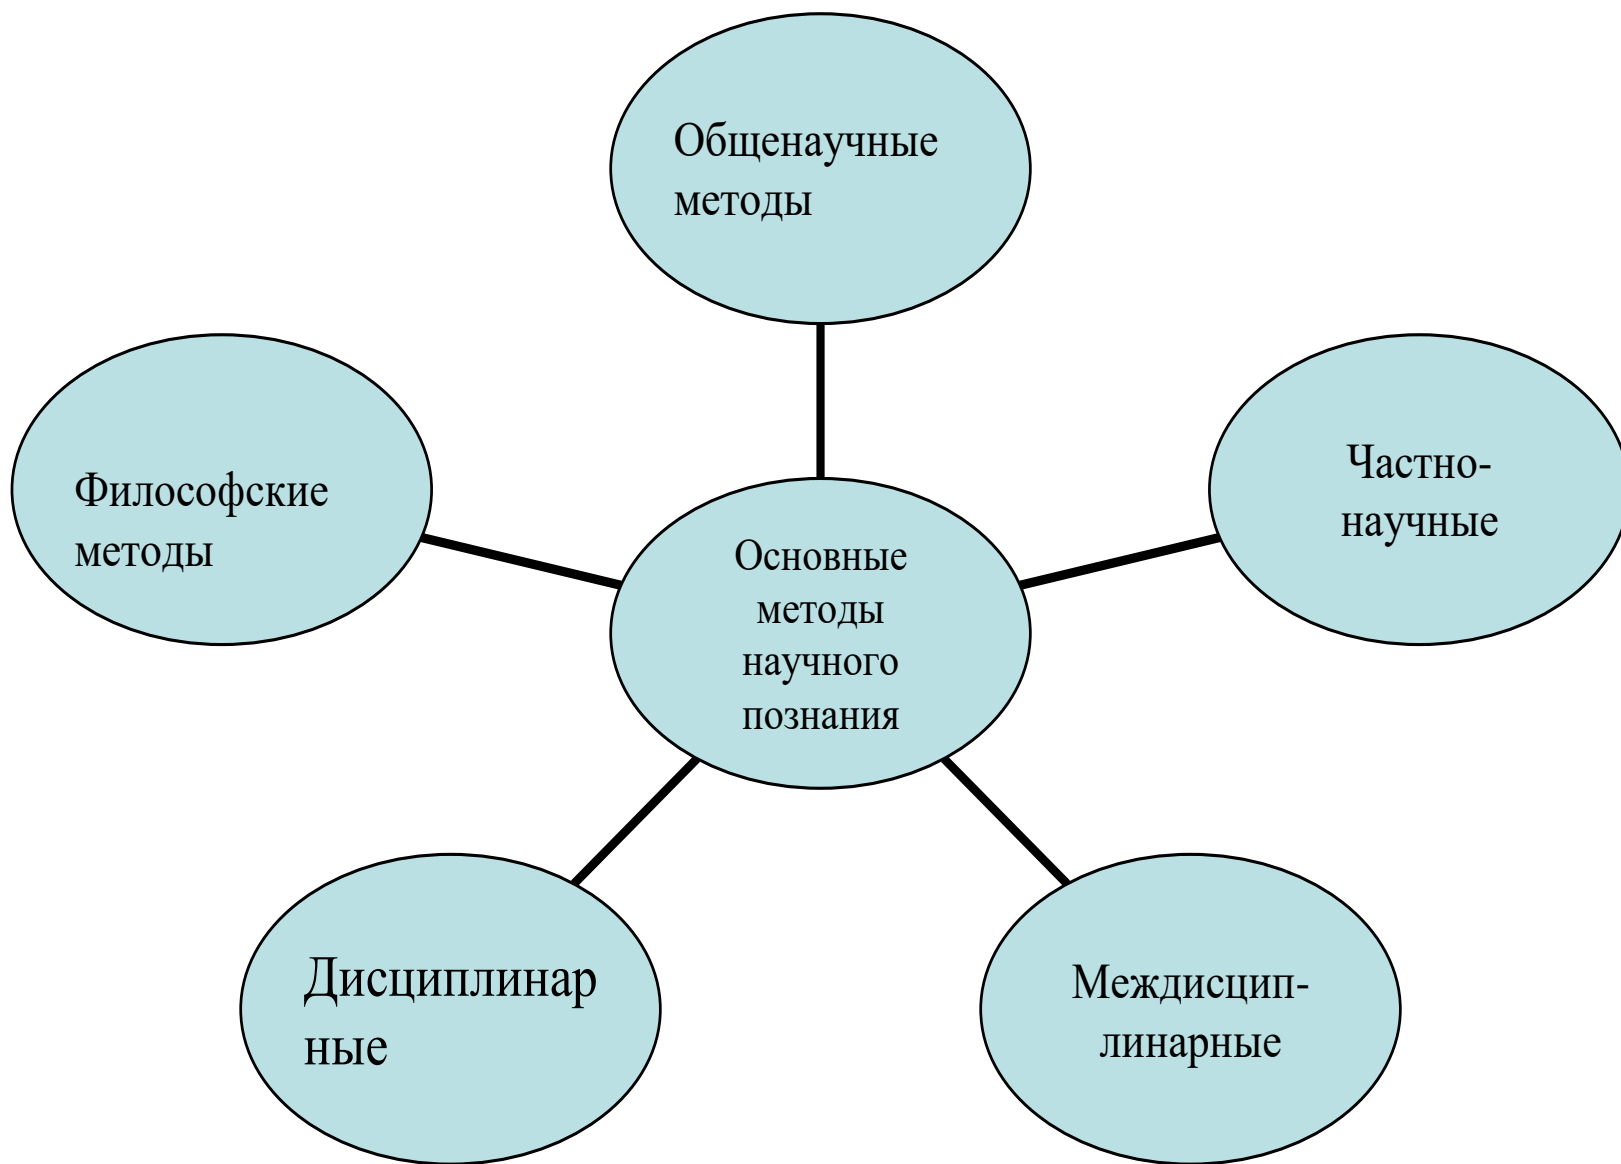 Общенаучные
методы
Философские
методы
Частно-
научные
Основные
методы
научного
познания
Дисциплинар
ные
Междисцип-
линарные